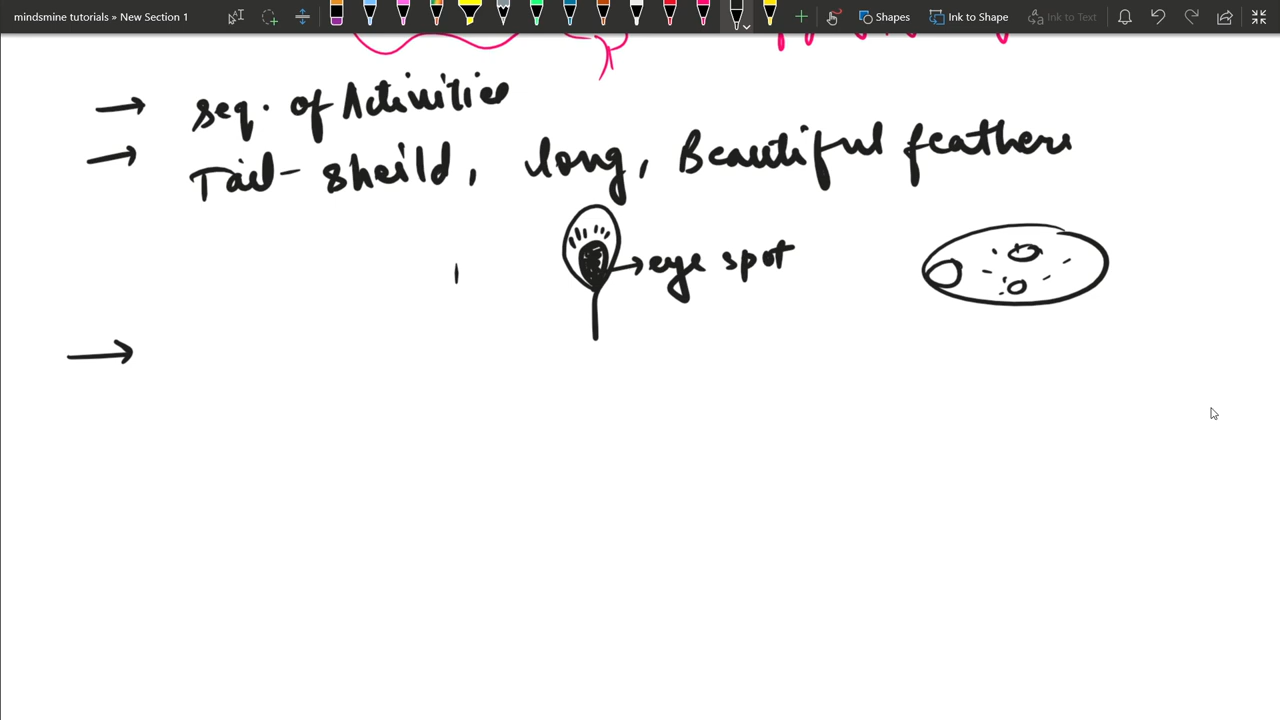 mindsmine tutorials » New Section 1
Shapes
Ink to Shape
Ink to Text
→ seq. of Activities
→ Tail- sheild, long, Beautiful feathers
→ eye spot
→